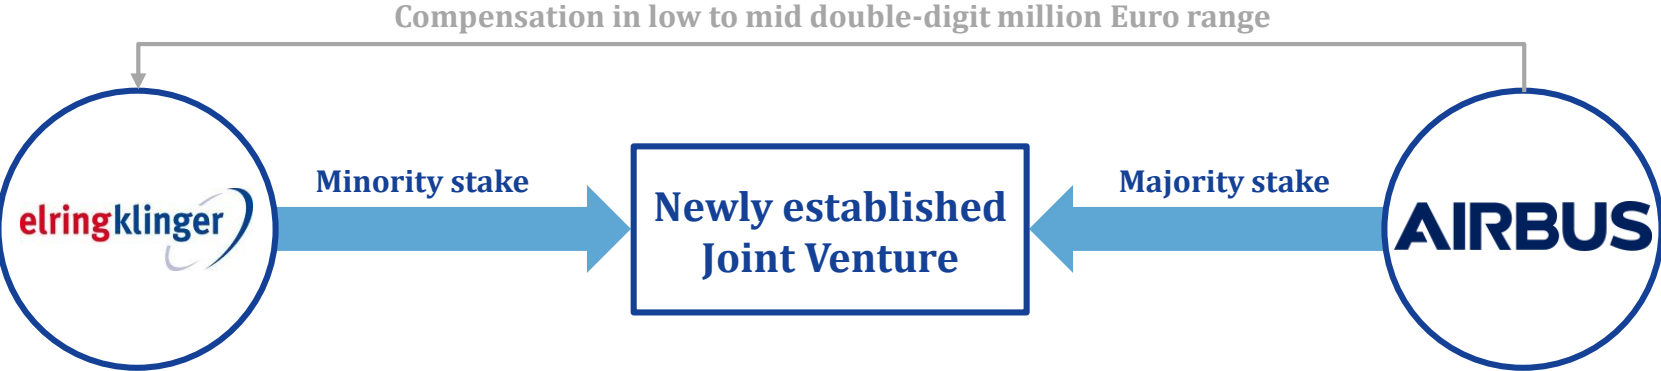 Compensation in low to mid double-digit million Euro range
Minority stake
Majority stake
elringklinger
Newly established
Joint Venture
AIRBUS